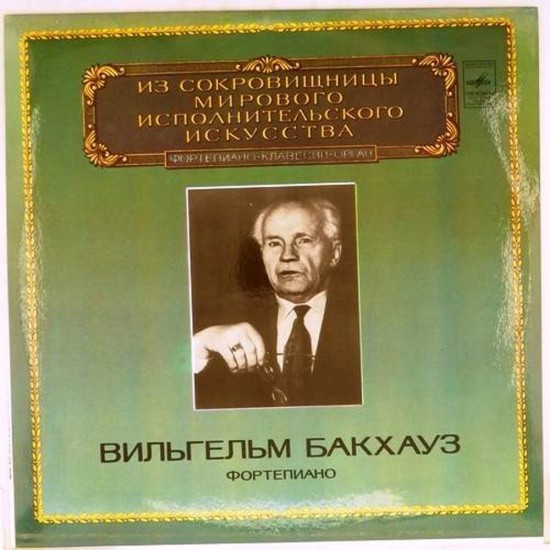 ИЗ СОКРОВИЩНИЦЫ
МИРОВОГО
ИСПОЛНИТЕЛЬСКОГО
ИСКУССТВА
ФОРТЕПИАНО·КЛАВЕСИН·ОРГАН
ВИЛЬГЕЛЬМ БАКХАУЗ
ФОРТЕПИАНО